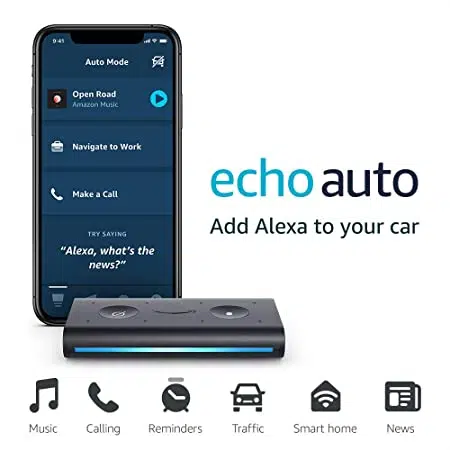 9:41
Auto Mode
Open Road
Amazon Music
Navigate to Work
Make a Call
TRY SAYING
“Alexa, what’s the
news?”
echo auto
Add Alexa to your car
Music
Calling
Reminders
Traffic
Smart home
News